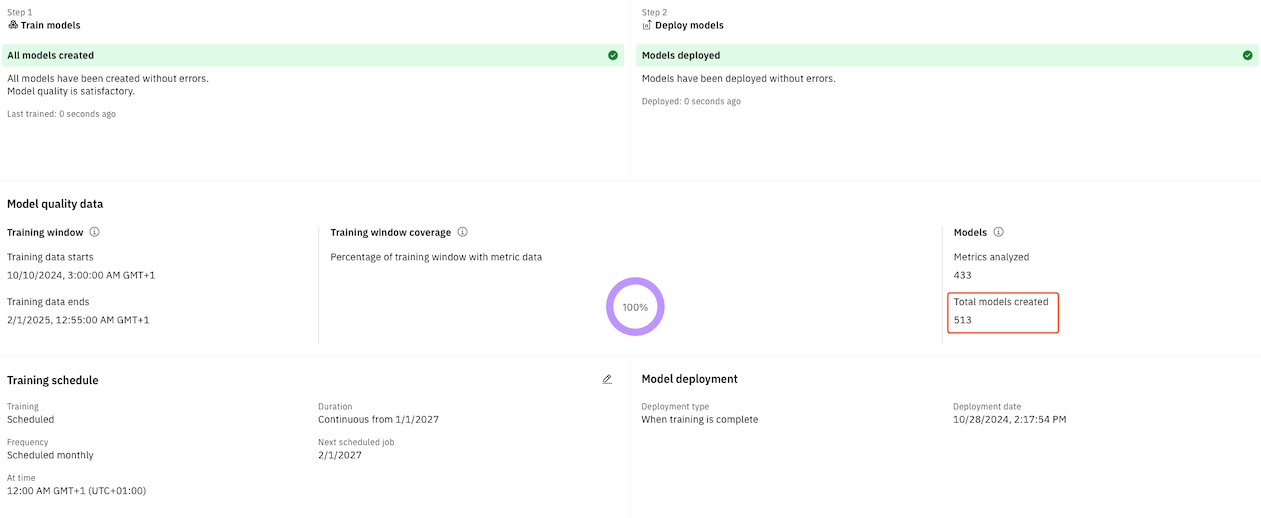 Step 1
Train models
All models created
All models have been created without errors.
Model quality is satisfactory.
Last trained: 0 seconds ago
Step 2
Deploy models
Models deployed
Models have been deployed without errors.
Deployed: 0 seconds ago
Model quality data
Training window
Training data starts
10/10/2024, 3:00:00 AM GMT+1
Training data ends
2/1/2025, 12:55:00 AM GMT+1
Training window coverage
Percentage of training window with metric data
100%
Models
Metrics analyzed
433
Total models created
513
Training schedule
Training
Scheduled
Duration
Continuous from 1/1/2027
Frequency
Scheduled monthly
Next scheduled job
2/1/2027
At time
12:00 AM GMT+1 (UTC+01:00)
Model deployment
Deployment type
When training is complete
Deployment date
10/28/2024, 2:17:54 PM